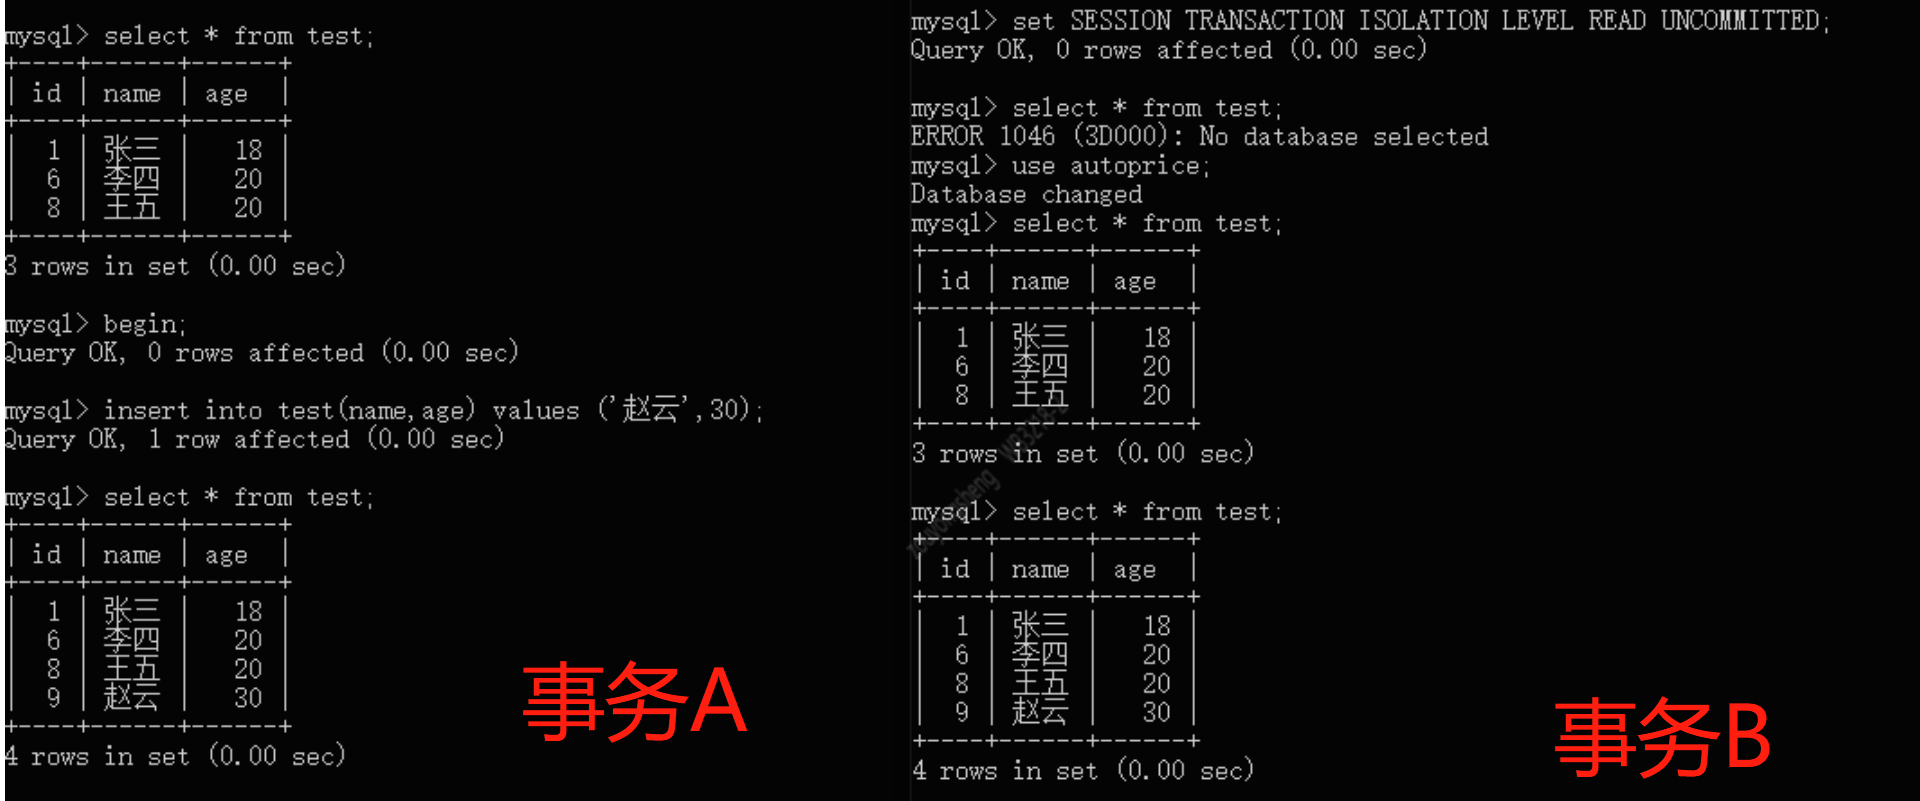 mysql> select * from test;
+----+------+------+
| id | name | age  |
+----+------+------+
|  1 | 张三 |   18 |
|  6 | 李四 |   20 |
|  8 | 王五 |   20 |
+----+------+------+
3 rows in set (0.00 sec)
mysql> begin;
Query OK, 0 rows affected (0.00 sec)
mysql> insert into test(name,age) values ('赵云',30);
Query OK, 1 row affected (0.00 sec)
mysql> select * from test;
+----+------+------+
| id | name | age  |
+----+------+------+
|  1 | 张三 |   18 |
|  6 | 李四 |   20 |
|  8 | 王五 |   20 |
|  9 | 赵云 |   30 |
+----+------+------+
4 rows in set (0.00 sec)
事务A
mysql> set SESSION TRANSACTION ISOLATION LEVEL READ UNCOMMITTED;
Query OK, 0 rows affected (0.00 sec)
mysql> select * from test;
ERROR 1046 (3D000): No database selected
mysql> use autoprice;
Database changed
mysql> select * from test;
+----+------+------+
| id | name | age  |
+----+------+------+
|  1 | 张三 |   18 |
|  6 | 李四 |   20 |
|  8 | 王五 |   20 |
+----+------+------+
3 rows in set (0.00 sec)
mysql> select * from test;
+----+------+------+
| id | name | age  |
+----+------+------+
|  1 | 张三 |   18 |
|  6 | 李四 |   20 |
|  8 | 王五 |   20 |
|  9 | 赵云 |   30 |
+----+------+------+
4 rows in set (0.00 sec)
事务B